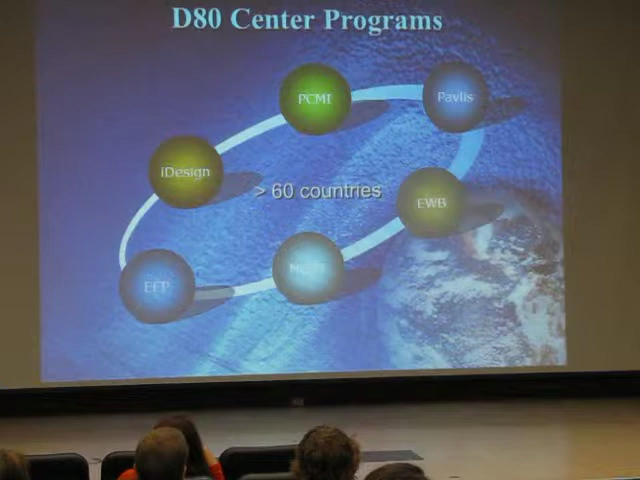 D80 Center Programs
PCMI
Pavlis
iDesign
> 60 countries
EWB
EFP